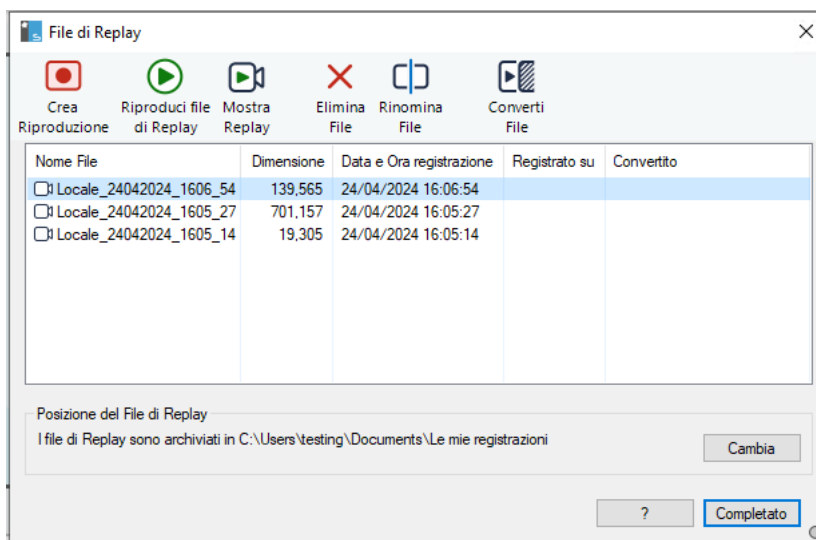 File di Replay
Crea Riproduzione
Riproduci file di Replay
Mostra Replay
Elimina File
Rinomina File
Converti File
Nome File Dimensione Data e Ora registrazione Registrato su Convertito
Locale_24042024_1606_54 139,565 24/04/2024 16:06:54
Locale_24042024_1605_27 701,157 24/04/2024 16:05:27
Locale_24042024_1605_14 19,305 24/04/2024 16:05:14
Posizione del File di Replay
I file di Replay sono archiviati in C:\Users\testing\Documents\Le mie registrazioni
Cambia
? Completato